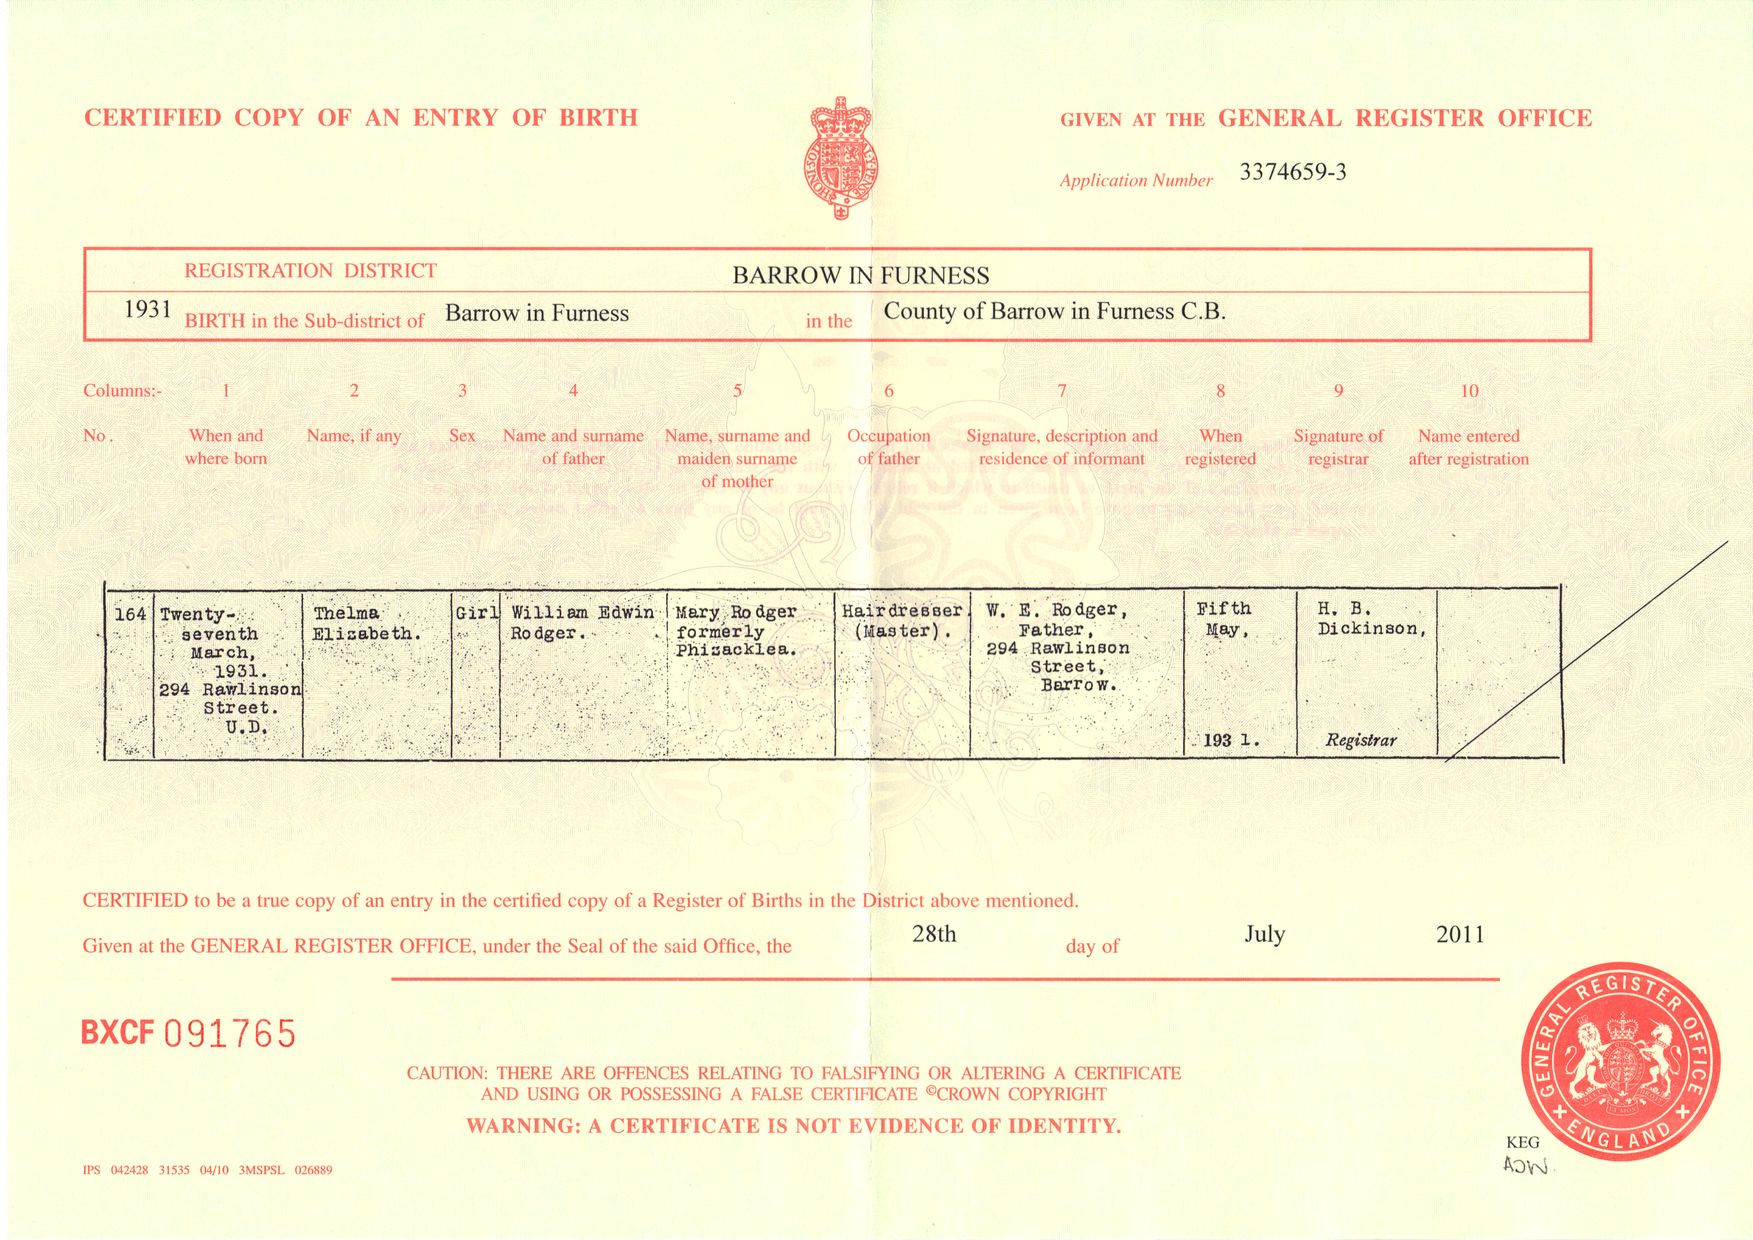 CERTIFIED COPY OF AN ENTRY OF BIRTH
GIVEN AT THE GENERAL REGISTER OFFICE
Application Number 3374659-3
REGISTRATION DISTRICT BARROW IN FURNESS
1931 BIRTH in the Sub-district of Barrow in Furness in the County of Barrow in Furness C.B.
Columns:- 1 2 3 4 5 6 7 8 9 10
No.
When and
where born
Name, if any
Sex
Name and surname
of father
Name, surname and
maiden surname
of mother
Occupation
of father
Signature, description and
residence of informant
When
registered
Signature of
registrar
Name entered
after registration
164
Twenty-
seventh
March,
1931.
294 Rawlinson
Street.
U.D.
Thelma
Elizabeth.
Girl
William Edwin
Rodger.
Mary Rodger
formerly
Phizacklea.
Hairdresser
(Master).
W. E. Rodger,
Father,
294 Rawlinson
Street,
Barrow.
Fifth
May,
193 1.
H. B.
Dickinson,
Registrar
CERTIFIED to be a true copy of an entry in the certified copy of a Register of Births in the District above mentioned.
Given at the GENERAL REGISTER OFFICE, under the Seal of the said Office, the 28th day of July 2011
BXCF 091765
CAUTION: THERE ARE OFFENCES RELATING TO FALSIFYING OR ALTERING A CERTIFICATE
AND USING OR POSSESSING A FALSE CERTIFICATE ©CROWN COPYRIGHT
WARNING: A CERTIFICATE IS NOT EVIDENCE OF IDENTITY.
GENERAL REGISTER OFFICE
ENGLAND
KEG
AJW.
IPS 042428 31535 04/10 3MSPSL 026889